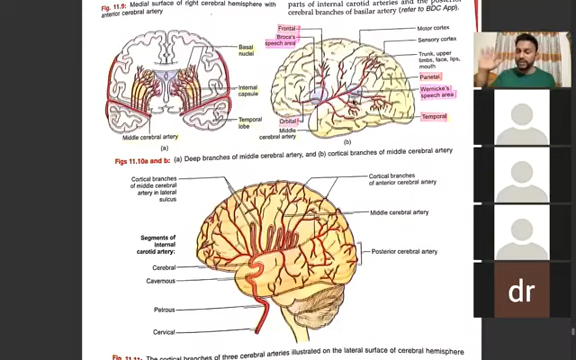 Fig. 11.9: Medial surface of right cerebral hemisphere with
anterior cerebral artery
parts of internal carotid arteries and the posterior
cerebral branches of basilar artery (refer to BDC App).
Basal
nuclei
Internal
capsule
Temporal
lobe
Middle cerebral artery
(a)
Frontal
Broca's
speech area
Orbital
Middle
cerebral artery
Motor cortex
Sensory cortex
Trunk, upper
limbs, face, lips,
mouth
Parietal
Wernicke's
speech area
Temporal
(b)
Figs 11.10a and b: (a) Deep branches of middle cerebral artery, and (b) cortical branches of middle cerebral artery
Cortical branches
of middle cerebral
artery in lateral
sulcus
Segments of
internal
carotid artery:
Cerebral
Cavernous
Petrous
Cervical
Cortical branches
of anterior cerebral artery
Middle cerebral artery
Posterior cerebral artery
Fig. 11.11: The cortical branches of three cerebral arteries illustrated on the lateral surface of cerebral hemisphere
dr